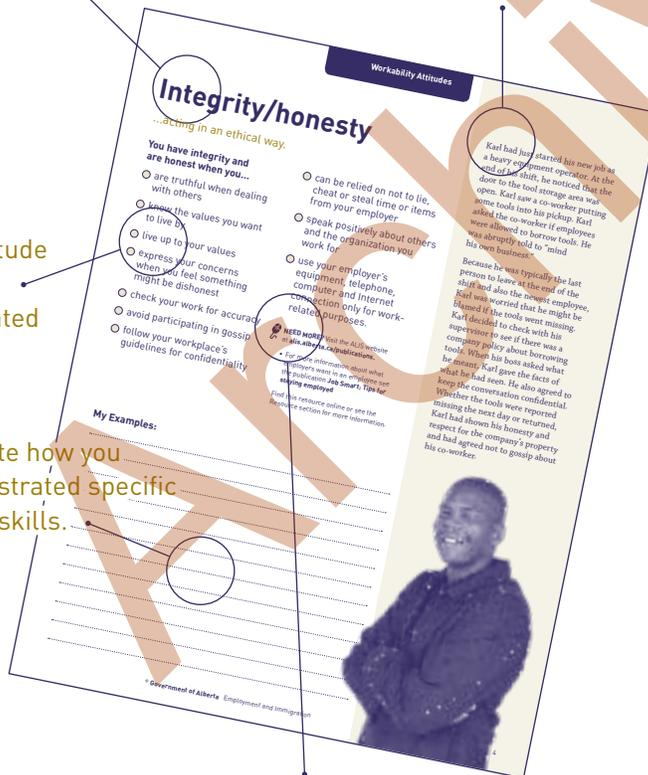 Workability Attitudes
Integrity/honesty
...acting in an ethical way.
You have integrity and
are honest when you...
are truthful when dealing
with others
know the values you want
to live by
live up to your values
express your concerns
when you feel something
might be dishonest
check your work for accuracy
avoid participating in gossip
follow your workplace's
guidelines for confidentiality
can be relied on not to lie,
cheat or steal time or items
from your employer
speak positively about others
and the organization you
work for
use your employer's
equipment, telephone,
computer and Internet
connection only for work-
related purposes.
NEED MORE? Visit the ALIS website
at alis.alberta.ca/publications.
• For more information about what
employers want in an employee see
the publication Job Smart; Tips for
staying employed
Find this resource online or see the
Resource section for more information.
Karl had just started his new job as
a heavy equipment operator. At the
end of his shift, he noticed that the
door to the tool storage area was
open. Karl saw a co-worker putting
some tools into his pickup. Karl
asked the co-worker if employees
were allowed to borrow tools. He
was abruptly told to "mind
his own business."
Because he was typically the last
person to leave at the end of the
shift and also the newest employee,
Karl was worried that he might be
blamed if the tools went missing.
Karl decided to check with his
supervisor to see if there was a
company policy about borrowing
tools. When his boss asked what
he meant, Karl gave the facts of
what he had seen. He also agreed to
keep the conversation confidential.
Whether the tools were reported
missing the next day or returned,
Karl had shown his honesty and
respect for the company's property
and had agreed not to gossip about
his co-worker.
My Examples:
tude
ted
te how you
strated specific
skills.
© Government of Alberta Employment and Immigration
4
Archi